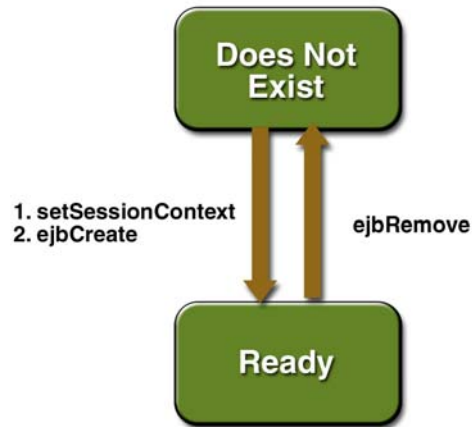 Does Not
Exist
1. setSessionContext
2. ejbCreate
ejbRemove
Ready